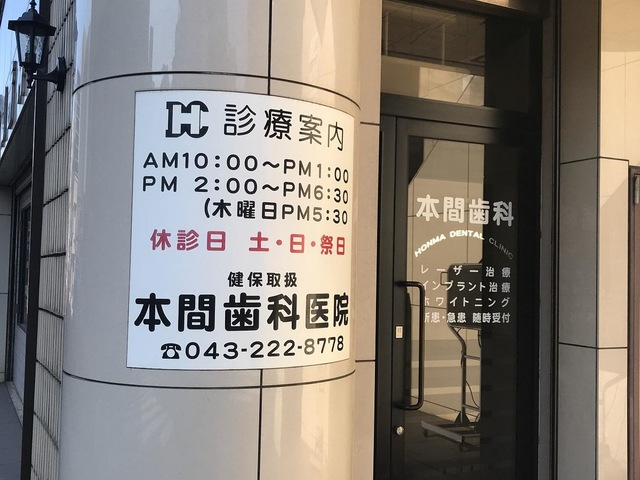 診療案内
AM10:00〜PM1:00
PM 2:00〜PM6:30
(木曜日PM5:30
休診日 土・日・祭日
健保取扱
本間歯科医院
☎043-222-8778
本間歯科
HONMA DENTAL CLINIC
レーザー治療
インプラント治療
ホワイトニング
新患・急患 随時受付